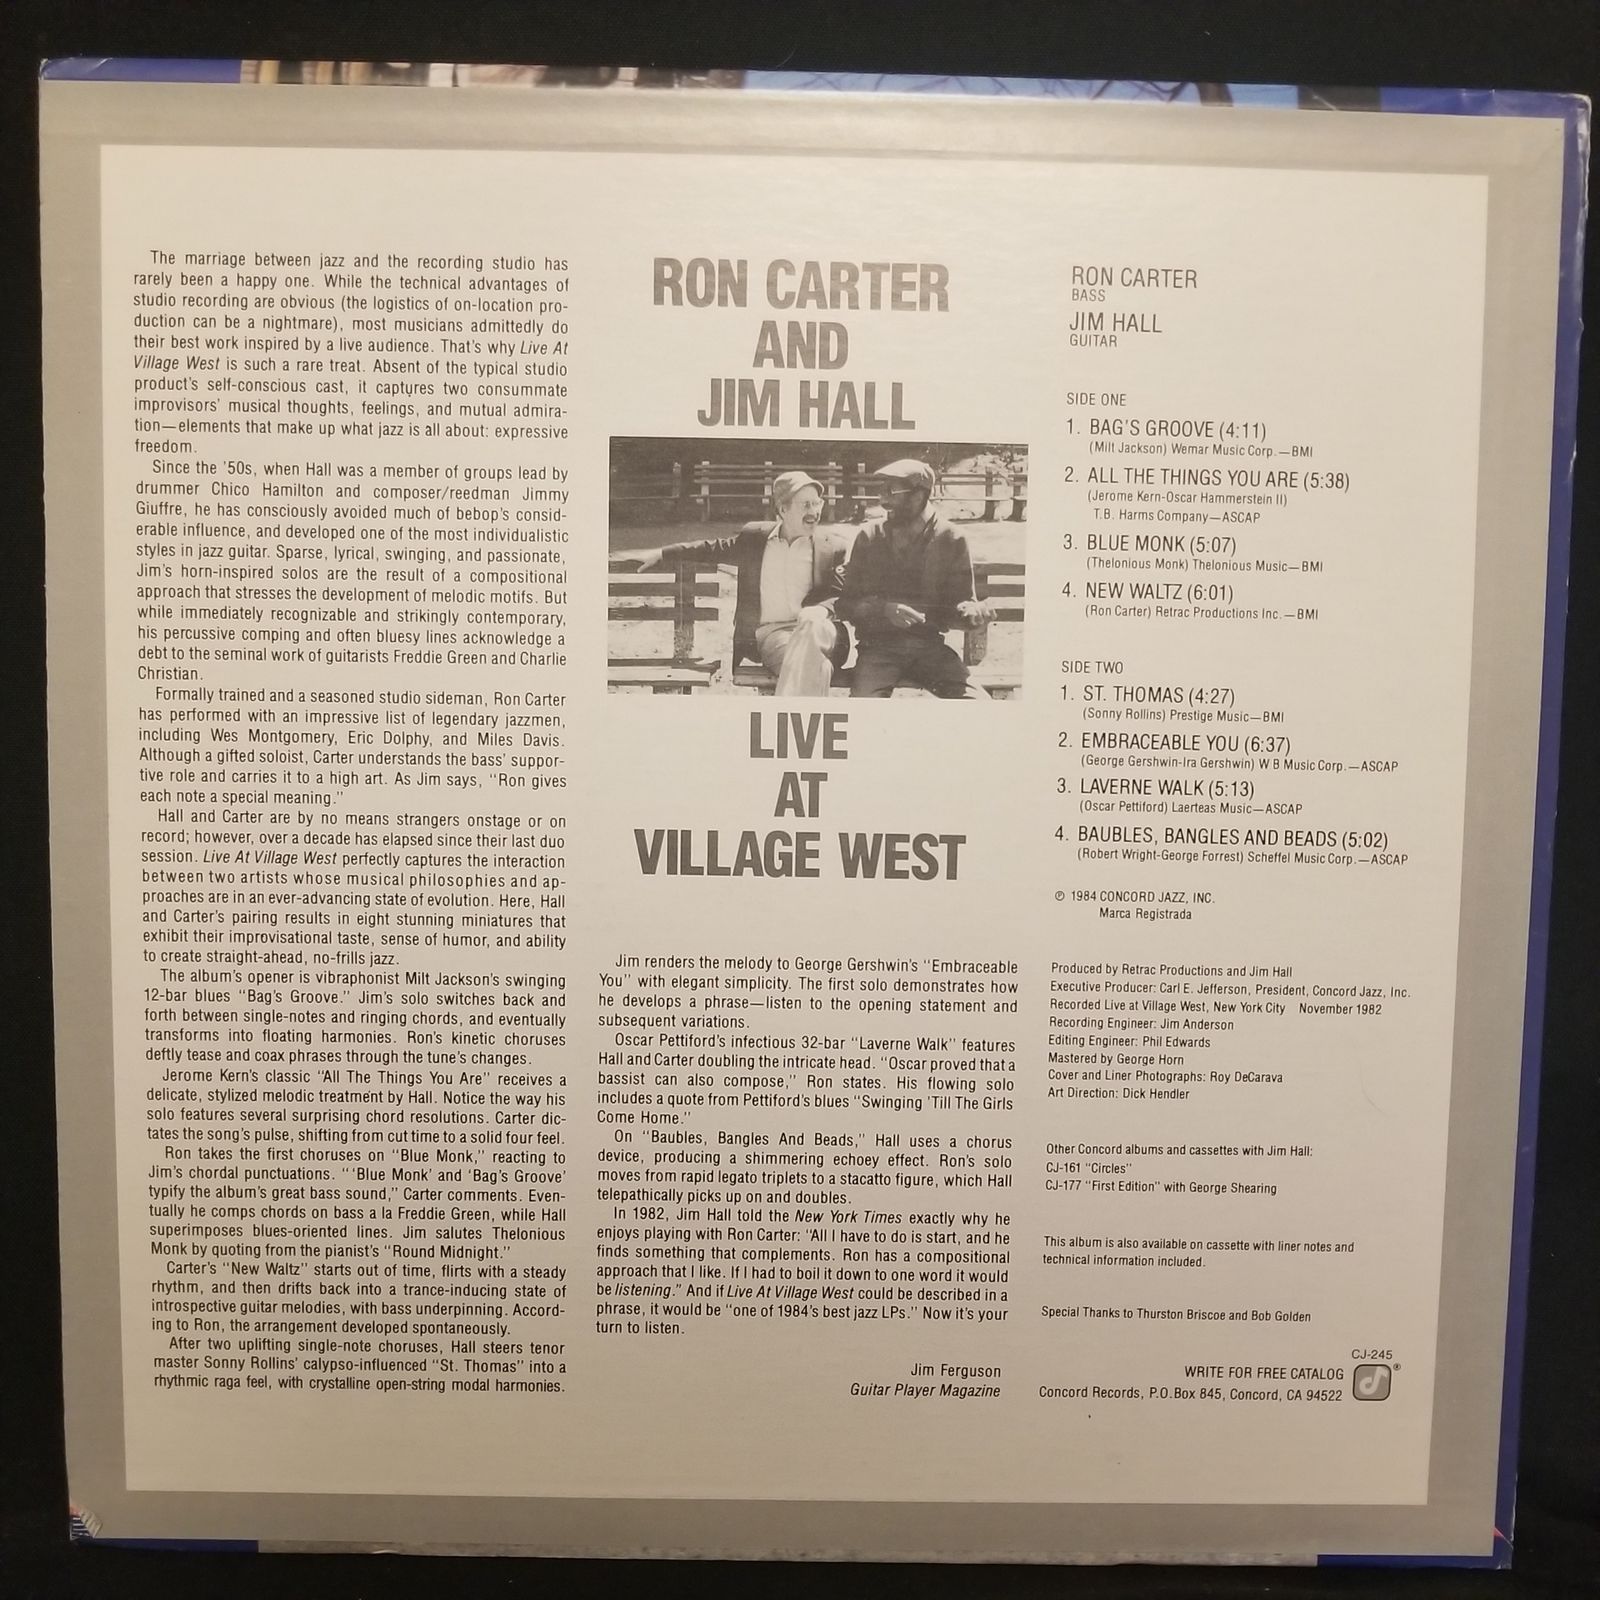 The marriage between jazz and the recording studio has
rarely been a happy one. While the technical advantages of
studio recording are obvious (the logistics of on-location pro-
duction can be a nightmare), most musicians admittedly do
their best work inspired by a live audience. That's why Live At
Village West is such a rare treat. Absent of the typical studio
product's self-conscious cast, it captures two consummate
improvisors' musical thoughts, feelings, and mutual admira-
tion—elements that make up what jazz is all about: expressive
freedom.
Since the '50s, when Hall was a member of groups lead by
drummer Chico Hamilton and composer/reedman Jimmy
Giuffre, he has consciously avoided much of bebop's consid-
erable influence, and developed one of the most individualistic
styles in jazz guitar. Sparse, lyrical, swinging, and passionate,
Jim's horn-inspired solos are the result of a compositional
approach that stresses the development of melodic motifs. But
while immediately recognizable and strikingly contemporary,
his percussive comping and often bluesy lines acknowledge a
debt to the seminal work of guitarists Freddie Green and Charlie
Christian.
Formally trained and a seasoned studio sideman, Ron Carter
has performed with an impressive list of legendary jazzmen,
including Wes Montgomery, Eric Dolphy, and Miles Davis.
Although a gifted soloist, Carter understands the bass' suppor-
tive role and carries it to a high art. As Jim says, "Ron gives
each note a special meaning."
Hall and Carter are by no means strangers onstage or on
record; however, over a decade has elapsed since their last duo
session. Live At Village West perfectly captures the interaction
between two artists whose musical philosophies and ap-
proaches are in an ever-advancing state of evolution. Here, Hall
and Carter's pairing results in eight stunning miniatures that
exhibit their improvisational taste, sense of humor, and ability
to create straight-ahead, no-frills jazz.
The album's opener is vibraphonist Milt Jackson's swinging
12-bar blues "Bag's Groove." Jim's solo switches back and
forth between single-notes and ringing chords, and eventually
transforms into floating harmonies. Ron's kinetic choruses
deftly tease and coax phrases through the tune's changes.
Jerome Kern's classic "All The Things You Are" receives a
delicate, stylized melodic treatment by Hall. Notice the way his
solo features several surprising chord resolutions. Carter dic-
tates the song's pulse, shifting from cut time to a solid four feel.
Ron takes the first choruses on "Blue Monk," reacting to
Jim's chordal punctuations. "'Blue Monk' and 'Bag's Groove'
typify the album's great bass sound," Carter comments. Even-
tually he comps chords on bass a la Freddie Green, while Hall
superimposes blues-oriented lines. Jim salutes Thelonious
Monk by quoting from the pianist's "Round Midnight."
Carter's "New Waltz" starts out of time, flirts with a steady
rhythm, and then drifts back into a trance-inducing state of
introspective guitar melodies, with bass underpinning. Accord-
ing to Ron, the arrangement developed spontaneously.
After two uplifting single-note choruses, Hall steers tenor
master Sonny Rollins' calypso-influenced "St. Thomas" into a
rhythmic raga feel, with crystalline open-string modal harmonies.
RON CARTER
AND
JIM HALL
LIVE
AT
VILLAGE WEST
Jim renders the melody to George Gershwin's "Embraceable
You" with elegant simplicity. The first solo demonstrates how
he develops a phrase—listen to the opening statement and
subsequent variations.
Oscar Pettiford's infectious 32-bar "Laverne Walk" features
Hall and Carter doubling the intricate head. "Oscar proved that a
bassist can also compose," Ron states. His flowing solo
includes a quote from Pettiford's blues "Swinging 'Till The Girls
Come Home."
On "Baubles, Bangles And Beads," Hall uses a chorus
device, producing a shimmering echoey effect. Ron's solo
moves from rapid legato triplets to a stacatto figure, which Hall
telepathically picks up on and doubles.
In 1982, Jim Hall told the New York Times exactly why he
enjoys playing with Ron Carter: "All I have to do is start, and he
finds something that complements. Ron has a compositional
approach that I like. If I had to boil it down to one word it would
be listening." And if Live At Village West could be described in a
phrase, it would be "one of 1984's best jazz LPs." Now it's your
turn to listen.
Jim Ferguson
Guitar Player Magazine
RON CARTER
BASS
JIM HALL
GUITAR
SIDE ONE
1. BAG'S GROOVE (4:11)
(Milt Jackson) Wemar Music Corp.—BMI
2. ALL THE THINGS YOU ARE (5:38)
(Jerome Kern-Oscar Hammerstein II)
T.B. Harms Company—ASCAP
3. BLUE MONK (5:07)
(Thelonious Monk) Thelonious Music—BMI
4. NEW WALTZ (6:01)
(Ron Carter) Retrac Productions Inc.—BMI
SIDE TWO
1. ST. THOMAS (4:27)
(Sonny Rollins) Prestige Music—BMI
2. EMBRACEABLE YOU (6:37)
(George Gershwin-Ira Gershwin) W B Music Corp.—ASCAP
3. LAVERNE WALK (5:13)
(Oscar Pettiford) Laerteas Music—ASCAP
4. BAUBLES, BANGLES AND BEADS (5:02)
(Robert Wright-George Forrest) Scheffel Music Corp.—ASCAP
℗ 1984 CONCORD JAZZ, INC.
Marca Registrada
Produced by Retrac Productions and Jim Hall
Executive Producer: Carl E. Jefferson, President, Concord Jazz, Inc.
Recorded Live at Village West, New York City November 1982
Recording Engineer: Jim Anderson
Editing Engineer: Phil Edwards
Mastered by George Horn
Cover and Liner Photographs: Roy DeCarava
Art Direction: Dick Hendler
Other Concord albums and cassettes with Jim Hall:
CJ-161 "Circles"
CJ-177 "First Edition" with George Shearing
This album is also available on cassette with liner notes and
technical information included.
Special Thanks to Thurston Briscoe and Bob Golden
CJ-245
WRITE FOR FREE CATALOG ®
Concord Records, P.O.Box 845, Concord, CA 94522